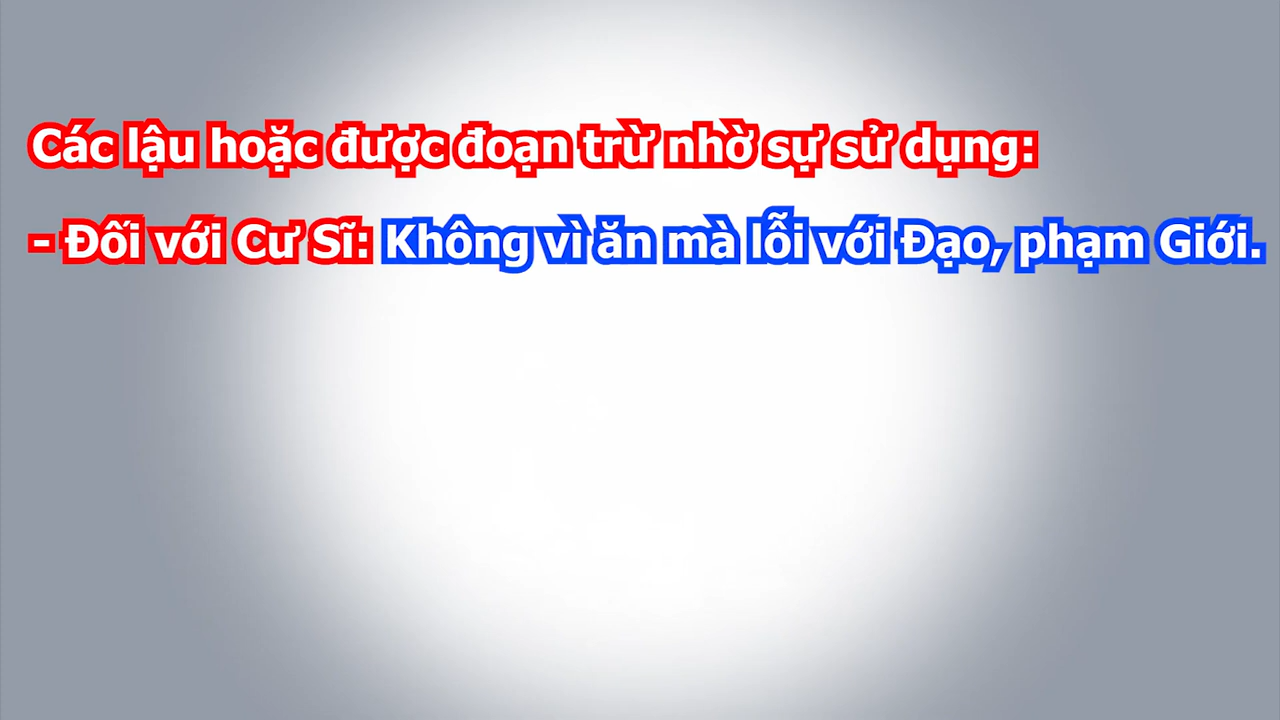 Các lậu hoặc được đoạn trừ nhờ sự sử dụng:
- Đối với Cư Sĩ: Không vì ăn mà lỗi với Đạo, phạm Giới.